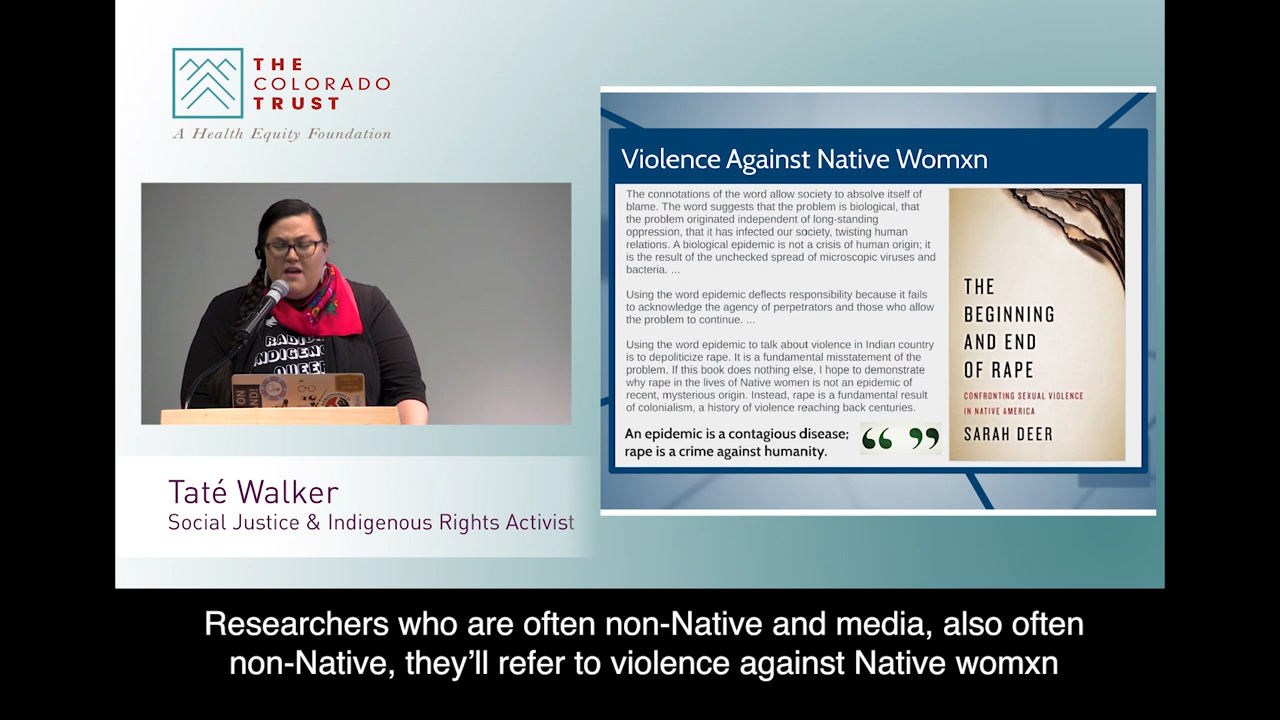 THE
COLORADO
TRUST
A Health Equity Foundation
RADICAL
INDIGENOUS
QUEER
Taté Walker
Social Justice & Indigenous Rights Activist
Violence Against Native Womxn
The connotations of the word allow society to absolve itself of
blame. The word suggests that the problem is biological, that
the problem originated independent of long-standing
oppression, that it has infected our society, twisting human
relations. A biological epidemic is not a crisis of human origin; it
is the result of the unchecked spread of microscopic viruses and
bacteria. ...
Using the word epidemic deflects responsibility because it fails
to acknowledge the agency of perpetrators and those who allow
the problem to continue. ...
Using the word epidemic to talk about violence in Indian country
is to depoliticize rape. It is a fundamental misstatement of the
problem. If this book does nothing else, I hope to demonstrate
why rape in the lives of Native women is not an epidemic of
recent, mysterious origin. Instead, rape is a fundamental result
of colonialism, a history of violence reaching back centuries.
An epidemic is a contagious disease;
rape is a crime against humanity.
“ ”
THE
BEGINNING
AND END
OF RAPE
CONFRONTING SEXUAL VIOLENCE
IN NATIVE AMERICA
SARAH DEER
Researchers who are often non-Native and media, also often
non-Native, they’ll refer to violence against Native womxn